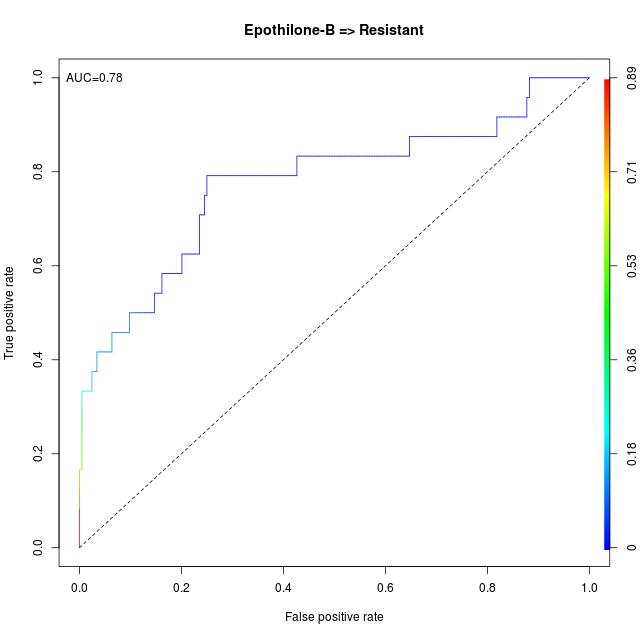 Epothilone-B => Resistant
AUC=0.78
True positive rate
1.0
0.8
0.6
0.4
0.2
0.0
0.0 0.2 0.4 0.6 0.8 1.0
False positive rate
0.89
0.71
0.53
0.36
0.18
0